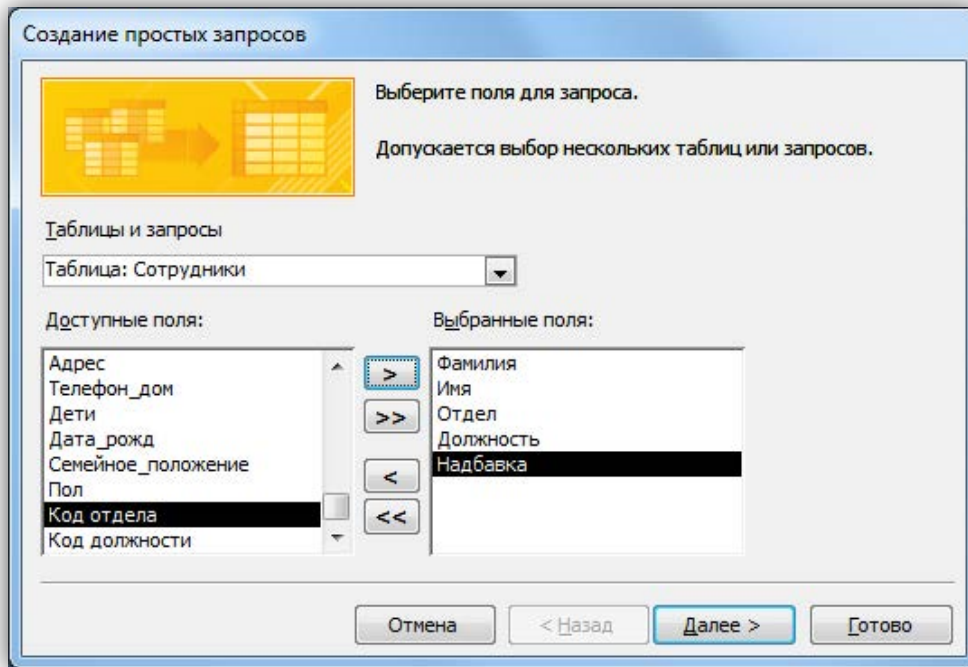 Создание простых запросов
Выберите поля для запроса.
Допускается выбор нескольких таблиц или запросов.
Таблицы и запросы
Таблица: Сотрудники
Доступные поля:
Адрес
Телефон_дом
Дети
Дата_рожд
Семейное_положение
Пол
Код отдела
Код должности
>
>>
<
<<
Выбранные поля:
Фамилия
Имя
Отдел
Должность
Надбавка
Отмена
< Назад
Далее >
Готово